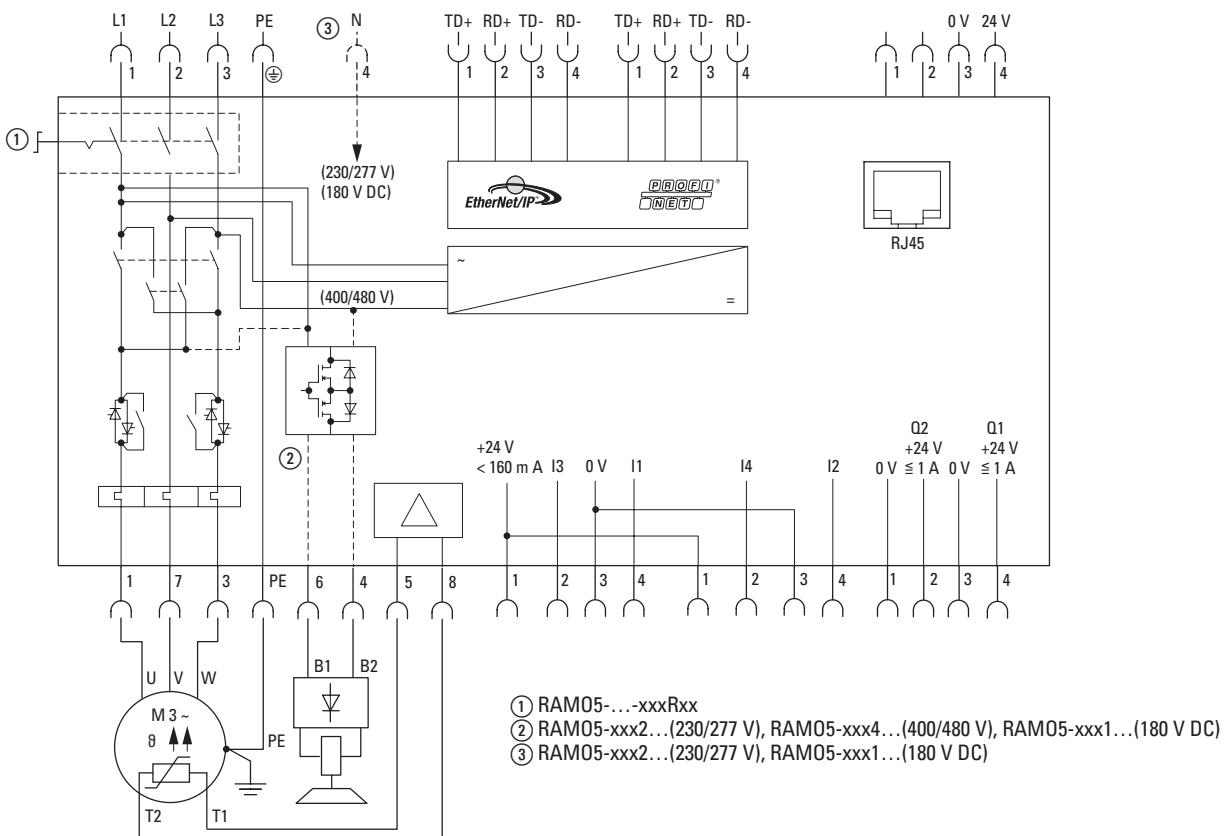 L1 L2 L3 PE ③ N TD+ RD+ TD- RD- TD+ RD+ TD- RD- 0 V 24 V
1 2 3 4 1 2 3 4 1 2 3 4 1 2 3 4
①
(230/277 V)
(180 V DC)
EtherNet/IP
PROFI®
NET
RJ45
~
=
(400/480 V)
②
+24 V
< 160 m A I3 0 V I1 I4 I2
Q2
+24 V
0 V ≦ 1 A
Q1
+24 V
0 V ≦ 1 A
1 7 3 PE 6 4 5 8 1 2 3 4 1 2 3 4 1 2 3 4
U V W
M 3 ~
ϑ
PE
T2 T1
B1 B2
① RAMO5-...-xxxRxx
② RAMO5-xxx2...(230/277 V), RAMO5-xxx4...(400/480 V), RAMO5-xxx1...(180 V DC)
③ RAMO5-xxx2...(230/277 V), RAMO5-xxx1...(180 V DC)